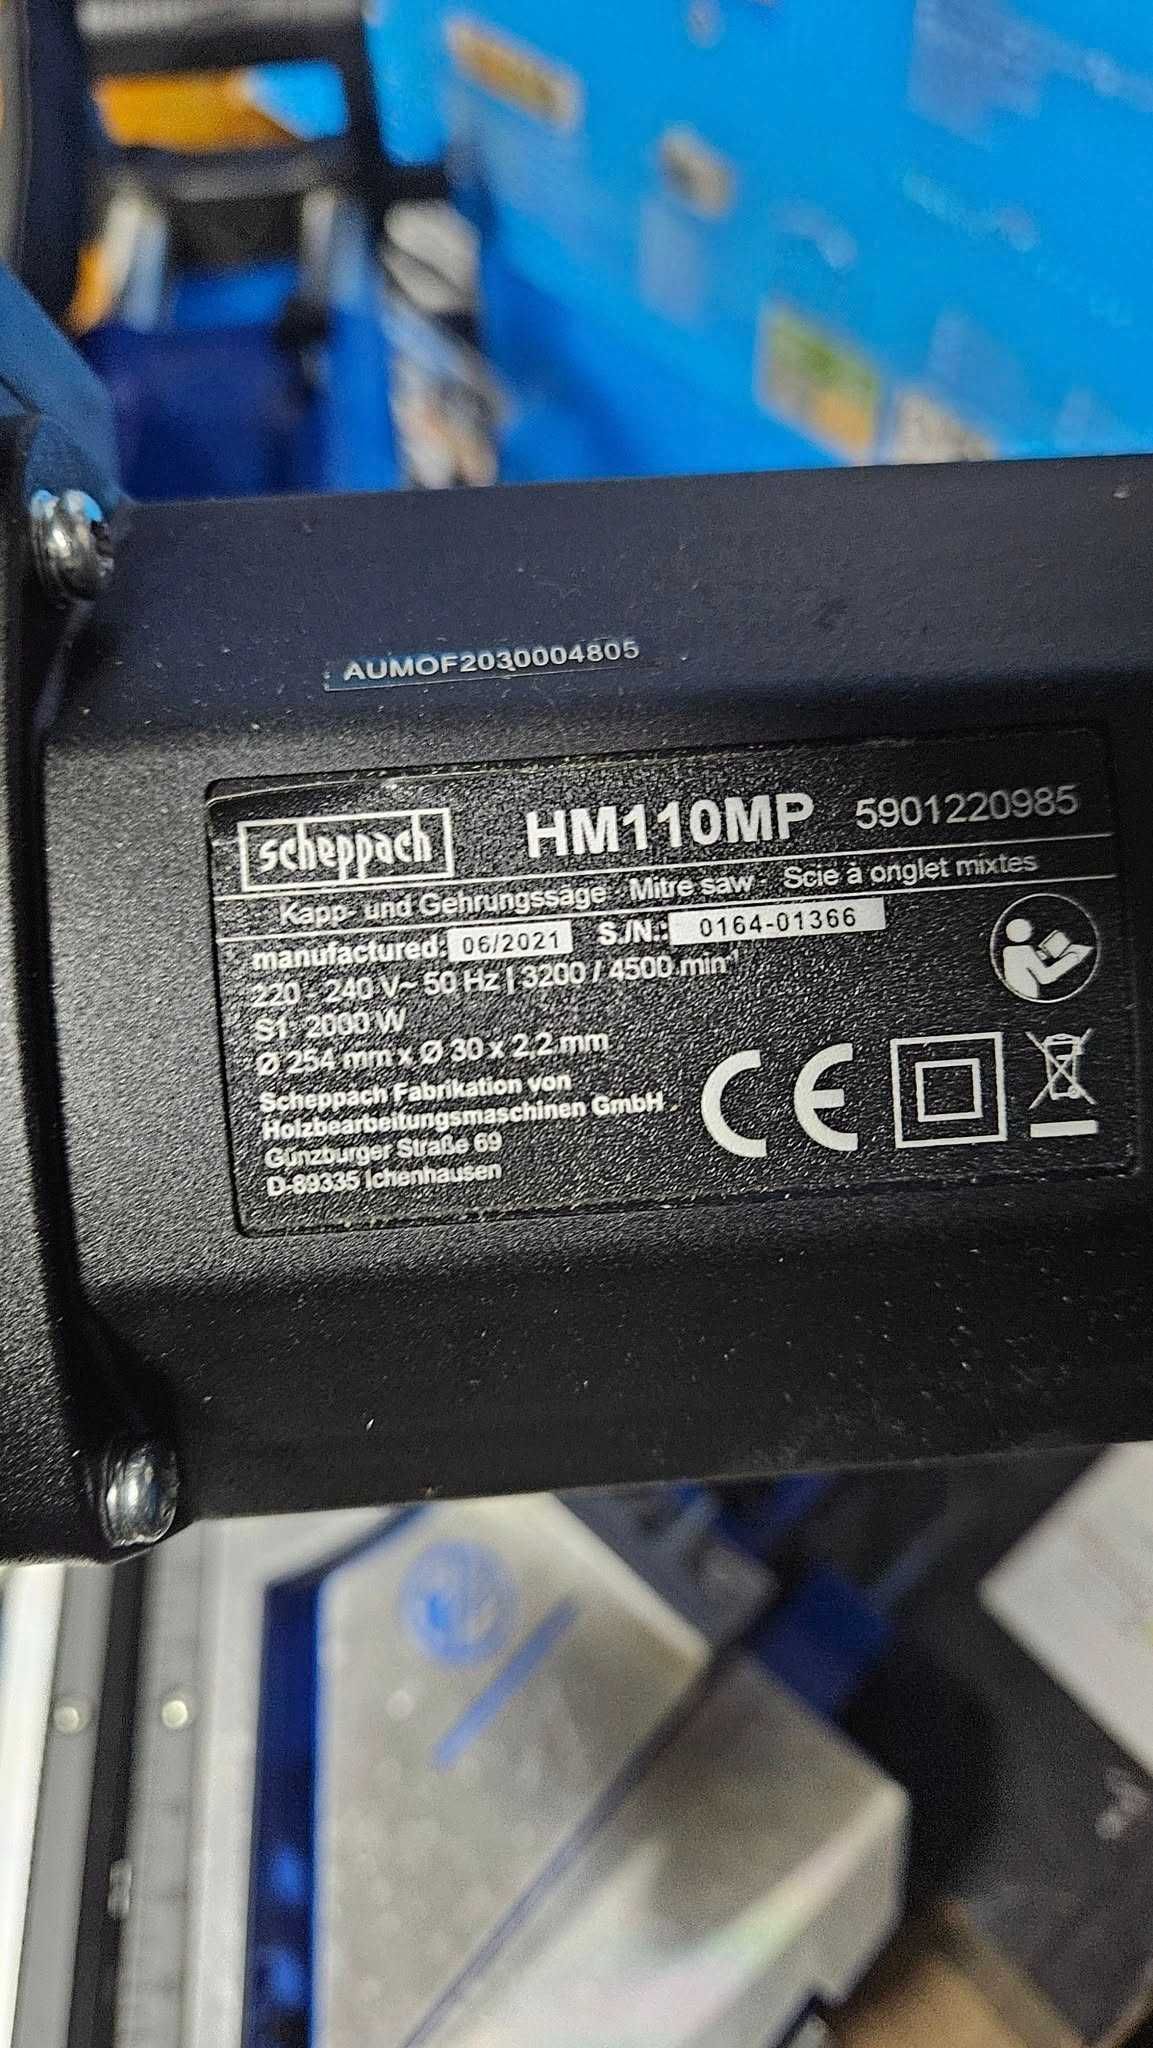 AUMOF2030004805
scheppach HM110MP 5901220985
Kapp- und Gehrungssäge - Mitre saw - Scie à onglet mixtes
manufactured: 06/2021 S./N.: 0164-01366
220 - 240 V~ 50 Hz | 3200 / 4500 min⁻¹
S1: 2000 W
Ø 254 mm x Ø 30 x 2,2 mm
Scheppach Fabrikation von
Holzbearbeitungsmaschinen GmbH
Günzburger Straße 69
D-89335 Ichenhausen
CE